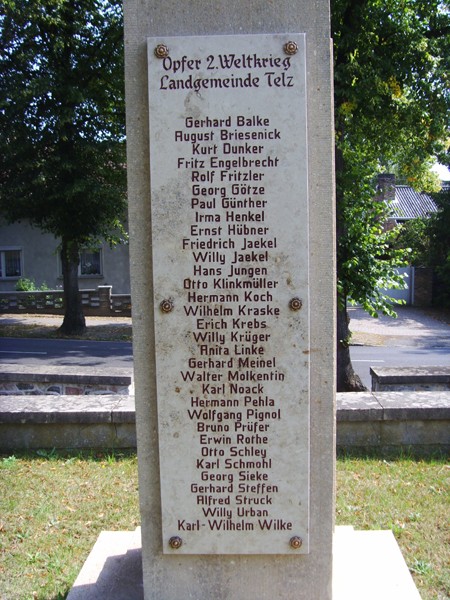 Opfer 2. Weltkrieg
Landgemeinde Telz
Gerhard Balke
August Briesenick
Kurt Dunker
Fritz Engelbrecht
Rolf Fritzler
Georg Götze
Paul Günther
Irma Henkel
Ernst Hübner
Friedrich Jaekel
Willy Jaekel
Hans Jungen
Otto Klinkmüller
Hermann Koch
Wilhelm Kraske
Erich Krebs
Willy Krüger
Anita Linke
Gerhard Meinel
Walter Molkentin
Karl Noack
Hermann Pehla
Wolfgang Pignol
Bruno Prüfer
Erwin Rothe
Otto Schley
Karl Schmohl
Georg Sieke
Gerhard Steffen
Alfred Struck
Willy Urban
Karl-Wilhelm Wilke